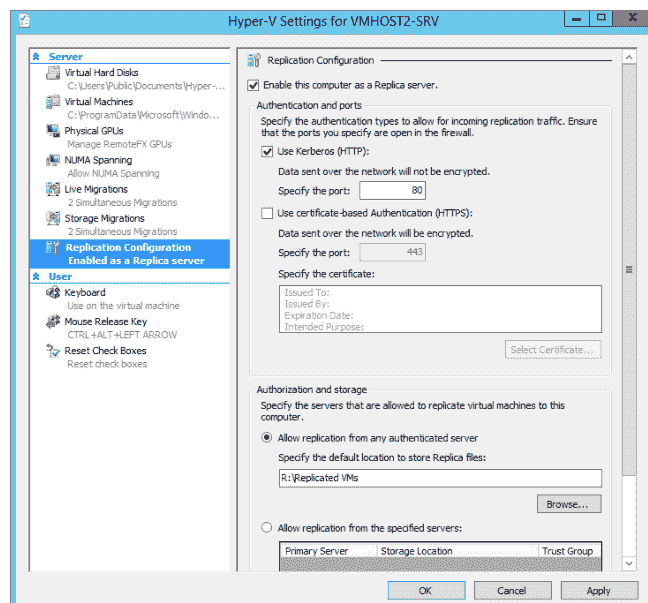 Hyper-V Settings for VMHOST2-SRV
Server
Virtual Hard Disks
C:\Users\Public\Documents\Hyper-...
Virtual Machines
C:\ProgramData\Microsoft\Windo...
Physical GPUs
Manage RemoteFX GPUs
NUMA Spanning
Allow NUMA Spanning
Live Migrations
2 Simultaneous Migrations
Storage Migrations
2 Simultaneous Migrations
Replication Configuration
Enabled as a Replica server
User
Keyboard
Use on the virtual machine
Mouse Release Key
CTRL+ALT+LEFT ARROW
Reset Check Boxes
Reset check boxes
Replication Configuration
Enable this computer as a Replica server.
Authentication and ports
Specify the authentication types to allow for incoming replication traffic. Ensure
that the ports you specify are open in the firewall.
Use Kerberos (HTTP):
Data sent over the network will not be encrypted.
Specify the port: 80
Use certificate-based Authentication (HTTPS):
Data sent over the network will be encrypted.
Specify the port: 443
Specify the certificate:
Issued To:
Issued By:
Expiration Date:
Intended Purpose:
Select Certificate...
Authorization and storage
Specify the servers that are allowed to replicate virtual machines to this
computer.
Allow replication from any authenticated server
Specify the default location to store Replica files:
R:\Replicated VMs
Browse...
Allow replication from the specified servers:
Primary Server Storage Location Trust Group
OK Cancel Apply